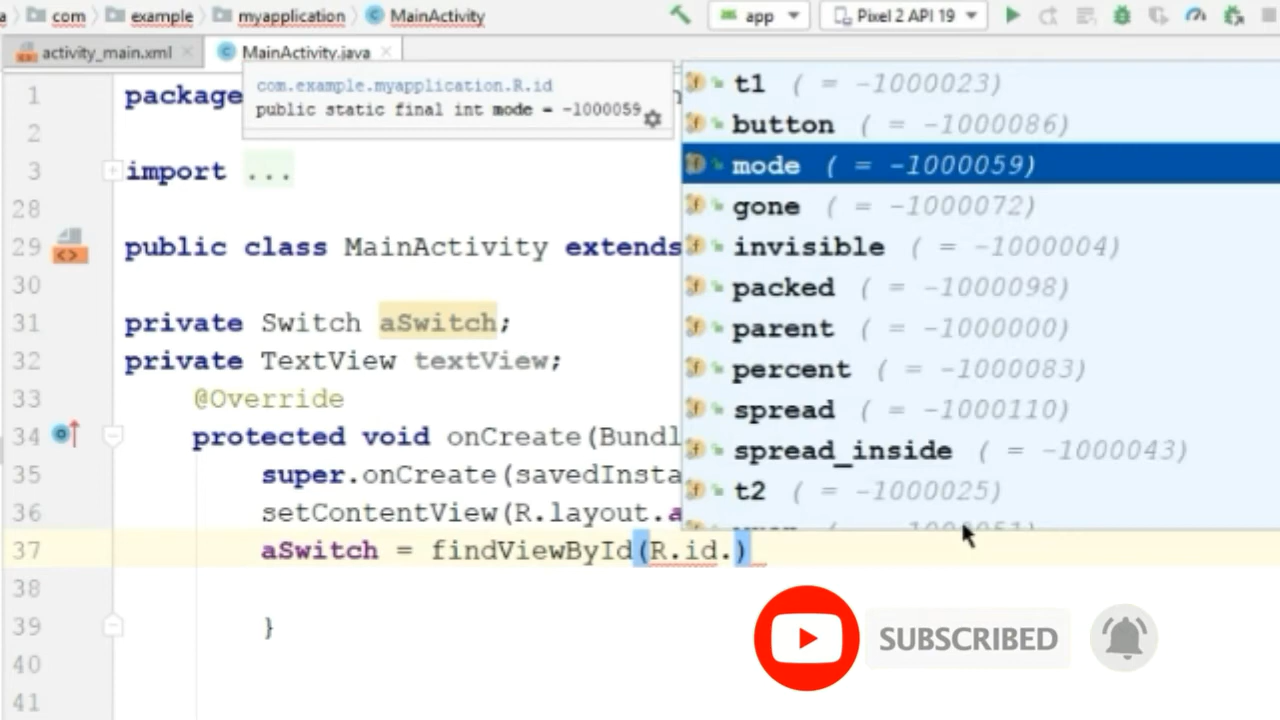 com example myapplication MainActivity app Pixel 2 API 19
activity_main.xml MainActivity.java
com.example.myapplication.R.id
public static final int mode = -1000059
t1 ( = -1000023)
button ( = -1000086)
mode ( = -1000059)
gone ( = -1000072)
invisible ( = -1000004)
packed ( = -1000098)
parent ( = -1000000)
percent ( = -1000083)
spread ( = -1000110)
spread_inside ( = -1000043)
t2 ( = -1000025)
1 package
2
3 import ...
28
29 public class MainActivity extends
30
31 private Switch aSwitch;
32 private TextView textView;
33 @Override
34 protected void onCreate(Bundl
35 super.onCreate(savedInsta
36 setContentView(R.layout.a
37 aSwitch = findViewById(R.id.)
38
39 }
40
41
SUBSCRIBED